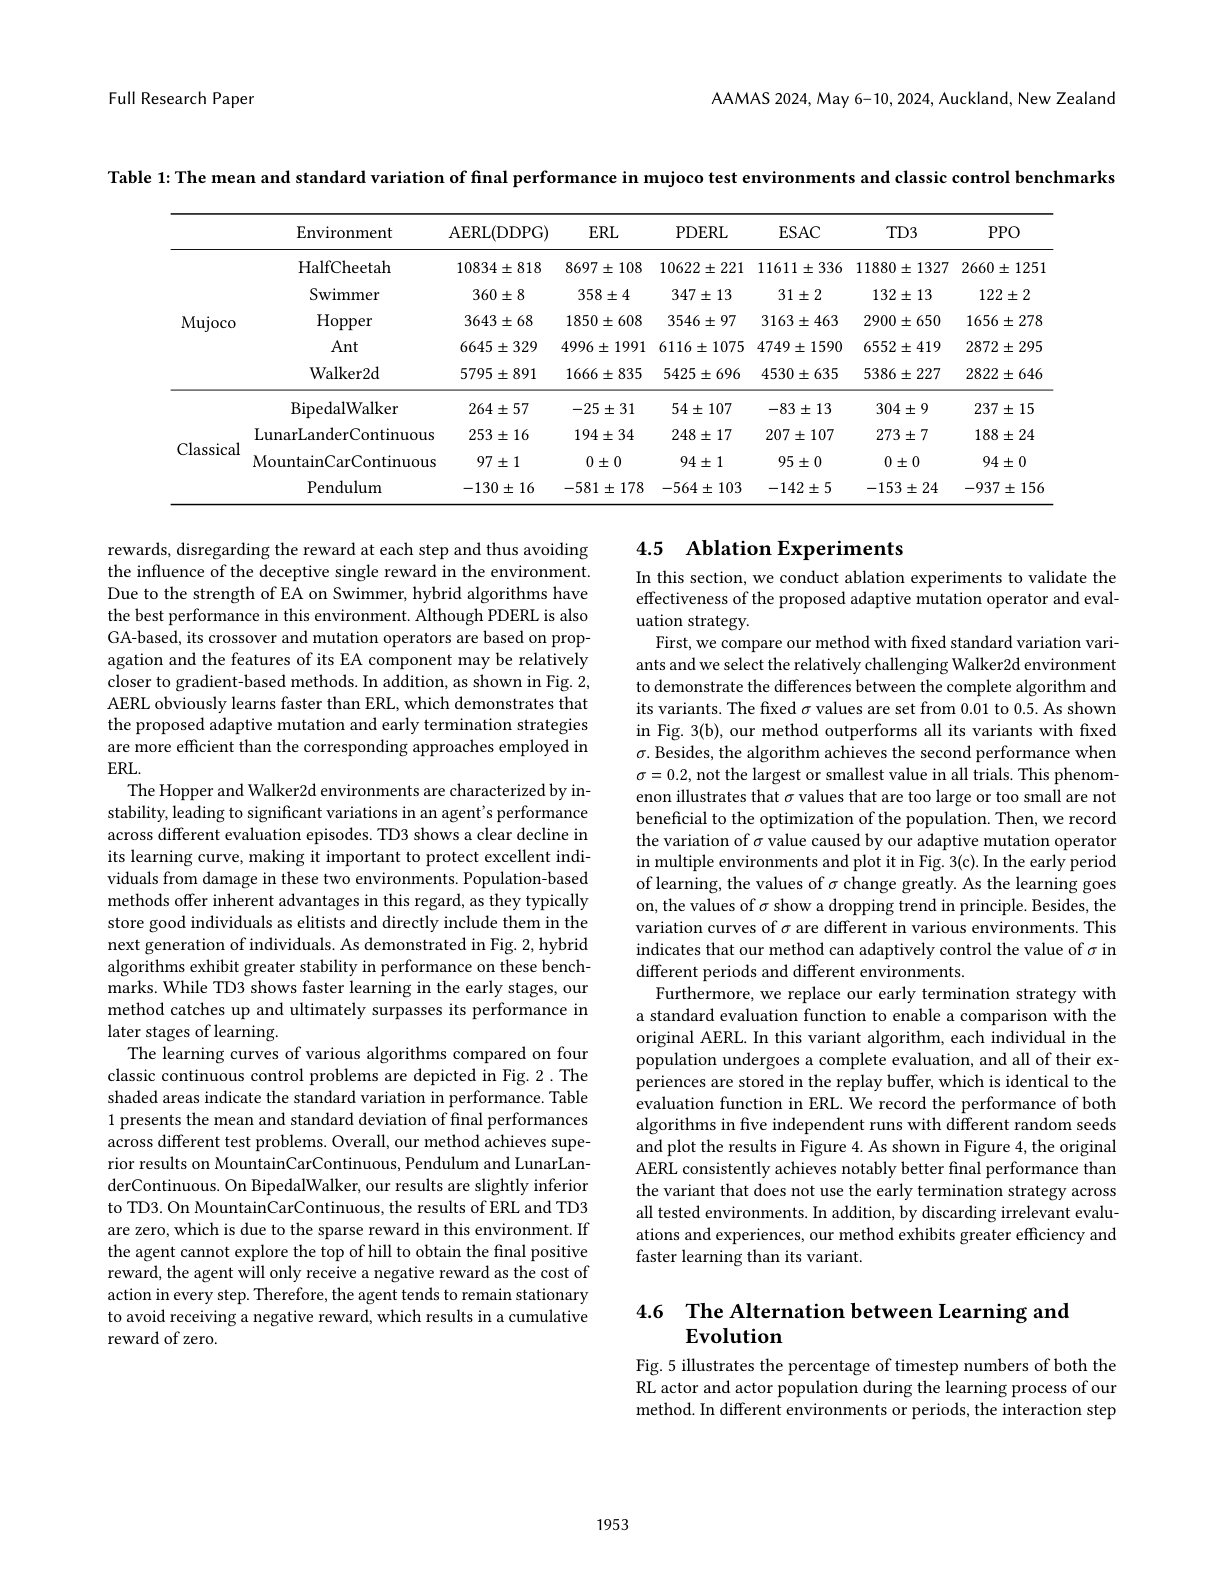 Full Research Paper
AAMAS 2024, May 6–10, 2024, Auckland, New Zealand
Table 1: The mean and standard variation of final performance in mujoco test environments and classic control benchmarks
Environment AERL(DDPG) ERL PDERL ESAC TD3 PPO
Mujoco
HalfCheetah 10834 ± 818 8697 ± 108 10622 ± 221 11611 ± 336 11880 ± 1327 2660 ± 1251
Swimmer 360 ± 8 358 ± 4 347 ± 13 31 ± 2 132 ± 13 122 ± 2
Hopper 3643 ± 68 1850 ± 608 3546 ± 97 3163 ± 463 2900 ± 650 1656 ± 278
Ant 6645 ± 329 4996 ± 1991 6116 ± 1075 4749 ± 1590 6552 ± 419 2872 ± 295
Walker2d 5795 ± 891 1666 ± 835 5425 ± 696 4530 ± 635 5386 ± 227 2822 ± 646
Classical
BipedalWalker 264 ± 57 −25 ± 31 54 ± 107 −83 ± 13 304 ± 9 237 ± 15
LunarLanderContinuous 253 ± 16 194 ± 34 248 ± 17 207 ± 107 273 ± 7 188 ± 24
MountainCarContinuous 97 ± 1 0 ± 0 94 ± 1 95 ± 0 0 ± 0 94 ± 0
Pendulum −130 ± 16 −581 ± 178 −564 ± 103 −142 ± 5 −153 ± 24 −937 ± 156
rewards, disregarding the reward at each step and thus avoiding
the influence of the deceptive single reward in the environment.
Due to the strength of EA on Swimmer, hybrid algorithms have
the best performance in this environment. Although PDERL is also
GA-based, its crossover and mutation operators are based on prop-
agation and the features of its EA component may be relatively
closer to gradient-based methods. In addition, as shown in Fig. 2,
AERL obviously learns faster than ERL, which demonstrates that
the proposed adaptive mutation and early termination strategies
are more efficient than the corresponding approaches employed in
ERL.
The Hopper and Walker2d environments are characterized by in-
stability, leading to significant variations in an agent's performance
across different evaluation episodes. TD3 shows a clear decline in
its learning curve, making it important to protect excellent indi-
viduals from damage in these two environments. Population-based
methods offer inherent advantages in this regard, as they typically
store good individuals as elitists and directly include them in the
next generation of individuals. As demonstrated in Fig. 2, hybrid
algorithms exhibit greater stability in performance on these bench-
marks. While TD3 shows faster learning in the early stages, our
method catches up and ultimately surpasses its performance in
later stages of learning.
The learning curves of various algorithms compared on four
classic continuous control problems are depicted in Fig. 2 . The
shaded areas indicate the standard variation in performance. Table
1 presents the mean and standard deviation of final performances
across different test problems. Overall, our method achieves supe-
rior results on MountainCarContinuous, Pendulum and LunarLan-
derContinuous. On BipedalWalker, our results are slightly inferior
to TD3. On MountainCarContinuous, the results of ERL and TD3
are zero, which is due to the sparse reward in this environment. If
the agent cannot explore the top of hill to obtain the final positive
reward, the agent will only receive a negative reward as the cost of
action in every step. Therefore, the agent tends to remain stationary
to avoid receiving a negative reward, which results in a cumulative
reward of zero.
4.5 Ablation Experiments
In this section, we conduct ablation experiments to validate the
effectiveness of the proposed adaptive mutation operator and eval-
uation strategy.
First, we compare our method with fixed standard variation vari-
ants and we select the relatively challenging Walker2d environment
to demonstrate the differences between the complete algorithm and
its variants. The fixed σ values are set from 0.01 to 0.5. As shown
in Fig. 3(b), our method outperforms all its variants with fixed
σ. Besides, the algorithm achieves the second performance when
σ = 0.2, not the largest or smallest value in all trials. This phenom-
enon illustrates that σ values that are too large or too small are not
beneficial to the optimization of the population. Then, we record
the variation of σ value caused by our adaptive mutation operator
in multiple environments and plot it in Fig. 3(c). In the early period
of learning, the values of σ change greatly. As the learning goes
on, the values of σ show a dropping trend in principle. Besides, the
variation curves of σ are different in various environments. This
indicates that our method can adaptively control the value of σ in
different periods and different environments.
Furthermore, we replace our early termination strategy with
a standard evaluation function to enable a comparison with the
original AERL. In this variant algorithm, each individual in the
population undergoes a complete evaluation, and all of their ex-
periences are stored in the replay buffer, which is identical to the
evaluation function in ERL. We record the performance of both
algorithms in five independent runs with different random seeds
and plot the results in Figure 4. As shown in Figure 4, the original
AERL consistently achieves notably better final performance than
the variant that does not use the early termination strategy across
all tested environments. In addition, by discarding irrelevant evalu-
ations and experiences, our method exhibits greater efficiency and
faster learning than its variant.
4.6 The Alternation between Learning and
Evolution
Fig. 5 illustrates the percentage of timestep numbers of both the
RL actor and actor population during the learning process of our
method. In different environments or periods, the interaction step
1953